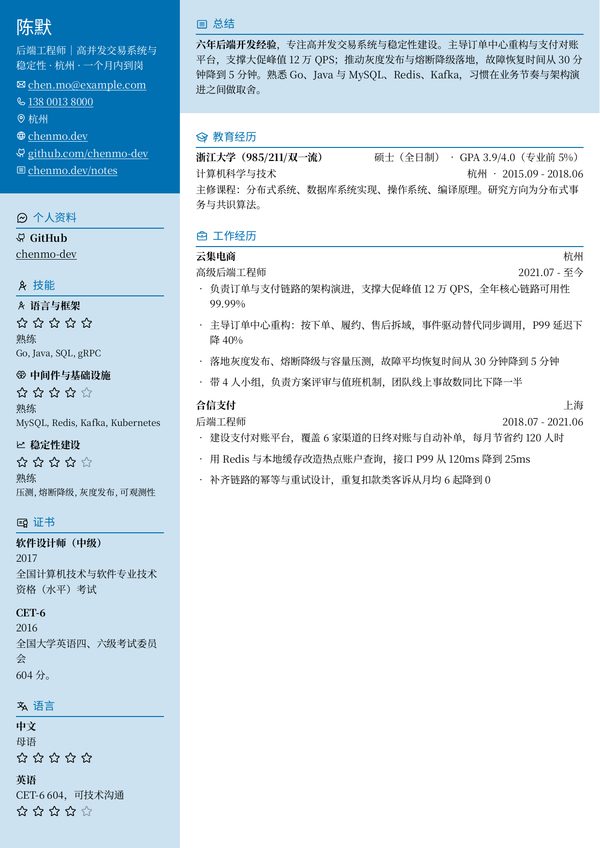 陈默
后端工程师｜高并发交易系统与
稳定性 · 杭州 · 一个月内到岗
chen.mo@example.com
138 0013 8000
杭州
chenmo.dev
github.com/chenmo-dev
chenmo.dev/notes
个人资料
GitHub
chenmo-dev
技能
语言与框架
熟练
Go, Java, SQL, gRPC
中间件与基础设施
熟练
MySQL, Redis, Kafka, Kubernetes
稳定性建设
熟练
压测, 熔断降级, 灰度发布, 可观测性
证书
软件设计师（中级）
2017
全国计算机技术与软件专业技术
资格（水平）考试
CET-6
2016
全国大学英语四、六级考试委员
会
604 分。
语言
中文
母语
英语
CET-6 604，可技术沟通
总结
六年后端开发经验，专注高并发交易系统与稳定性建设。主导订单中心重构与支付对账
平台，支撑大促峰值 12 万 QPS；推动灰度发布与熔断降级落地，故障恢复时间从 30 分
钟降到 5 分钟。熟悉 Go、Java 与 MySQL、Redis、Kafka，习惯在业务节奏与架构演
进之间做取舍。
教育经历
浙江大学（985/211/双一流） 硕士（全日制） · GPA 3.9/4.0（专业前 5%）
计算机科学与技术 杭州 · 2015.09 - 2018.06
主修课程：分布式系统、数据库系统实现、操作系统、编译原理。研究方向为分布式事
务与共识算法。
工作经历
云集电商 杭州
高级后端工程师 2021.07 - 至今
· 负责订单与支付链路的架构演进，支撑大促峰值 12 万 QPS，全年核心链路可用性
99.99%
· 主导订单中心重构：按下单、履约、售后拆域，事件驱动替代同步调用，P99 延迟下
降 40%
· 落地灰度发布、熔断降级与容量压测，故障平均恢复时间从 30 分钟降到 5 分钟
· 带 4 人小组，负责方案评审与值班机制，团队线上事故数同比下降一半
合信支付 上海
后端工程师 2018.07 - 2021.06
· 建设支付对账平台，覆盖 6 家渠道的日终对账与自动补单，每月节省约 120 人时
· 用 Redis 与本地缓存改造热点账户查询，接口 P99 从 120ms 降到 25ms
· 补齐链路的幂等与重试设计，重复扣款类客诉从月均 6 起降到 0